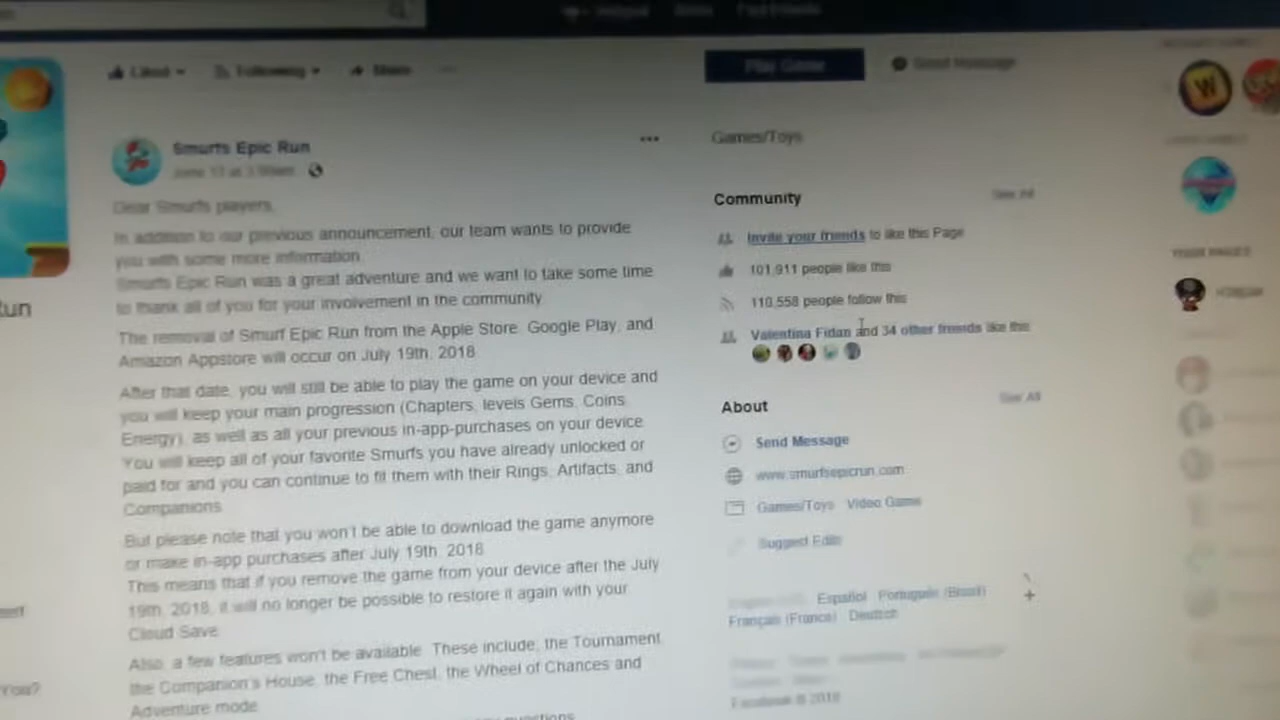 Liked
Following
Share
Play Game
Send Message
Smurfs Epic Run
Games/Toys
Dear Smurfs players,
In addition to our previous announcement, our team wants to provide
you with some more information.
Smurfs Epic Run was a great adventure and we want to take some time
to thank all of you for your involvement in the community.
The removal of Smurf Epic Run from the Apple Store, Google Play, and
Amazon Appstore will occur on July 19th, 2018
After that date, you will still be able to play the game on your device and
you will keep your main progression (Chapters, levels Gems, Coins,
Energy), as well as all your previous in-app-purchases on your device.
You will keep all of your favorite Smurfs you have already unlocked or
paid for and you can continue to fit them with their Rings, Artifacts, and
Companions.
But please note that you won't be able to download the game anymore
or make in-app purchases after July 19th, 2018
This means that if you remove the game from your device after the July
19th, 2018, it will no longer be possible to restore it again with your
Cloud Save.
Also, a few features won't be available. These include: the Tournament,
the Companion's House, the Free Chest, the Wheel of Chances and
Adventure mode.
questions
Community
See All
Invite your friends to like this Page
101,911 people like this
110,558 people follow this
Valentina Fidan and 34 other friends like this
About
See All
Send Message
www.smurfsepicrun.com
Games/Toys Video Game
Suggest Edits
Español Português (Brasil)
Français (France) Deutsch
Facebook © 2018
Run
You?
W